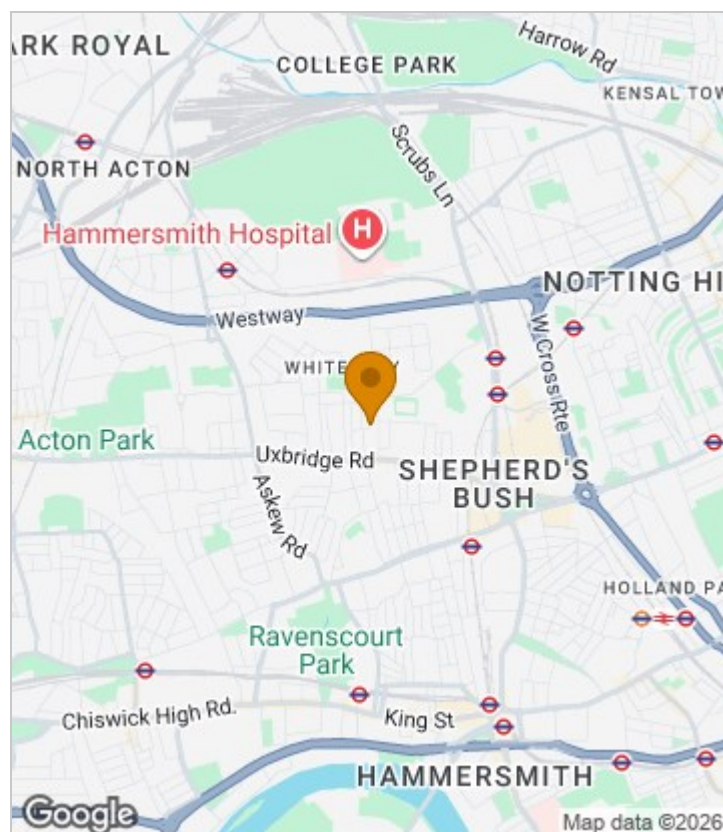 ARK ROYAL
Harrow Rd
COLLEGE PARK
KENSAL TOW
Scrubs Ln
NORTH ACTON
Hammersmith Hospital
H
NOTTING HI
Westway
W Cross Rte
Acton Park
Uxbridge Rd
SHEPHERD'S
BUSH
Askew Rd
HOLLAND PA
Ravenscourt
Park
Chiswick High Rd.
King St
HAMMERSMITH
Google
Map data ©2026